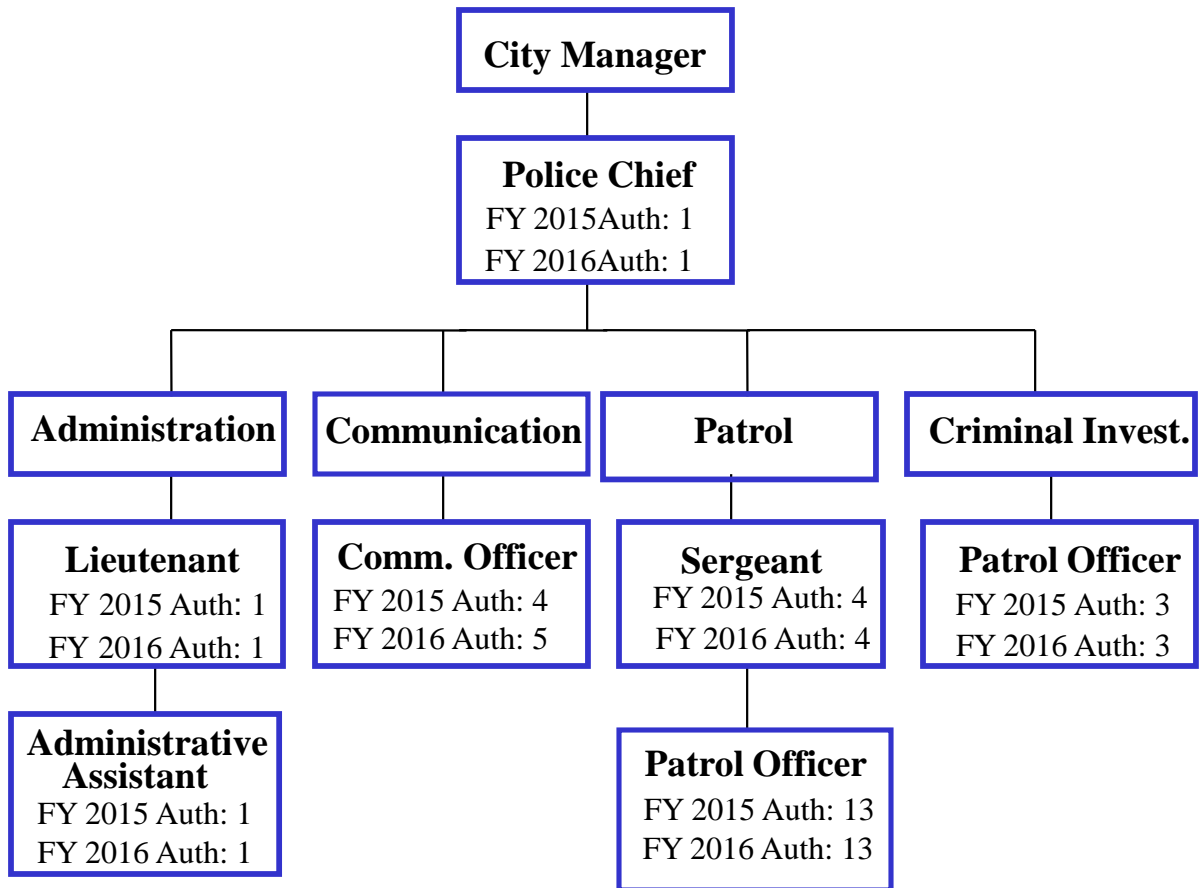 City Manager
Police Chief
FY 2015Auth: 1
FY 2016Auth: 1
Administration
Communication
Patrol
Criminal Invest.
Lieutenant
FY 2015 Auth: 1
FY 2016 Auth: 1
Comm. Officer
FY 2015 Auth: 4
FY 2016 Auth: 5
Sergeant
FY 2015 Auth: 4
FY 2016 Auth: 4
Patrol Officer
FY 2015 Auth: 3
FY 2016 Auth: 3
Administrative
Assistant
FY 2015 Auth: 1
FY 2016 Auth: 1
Patrol Officer
FY 2015 Auth: 13
FY 2016 Auth: 13